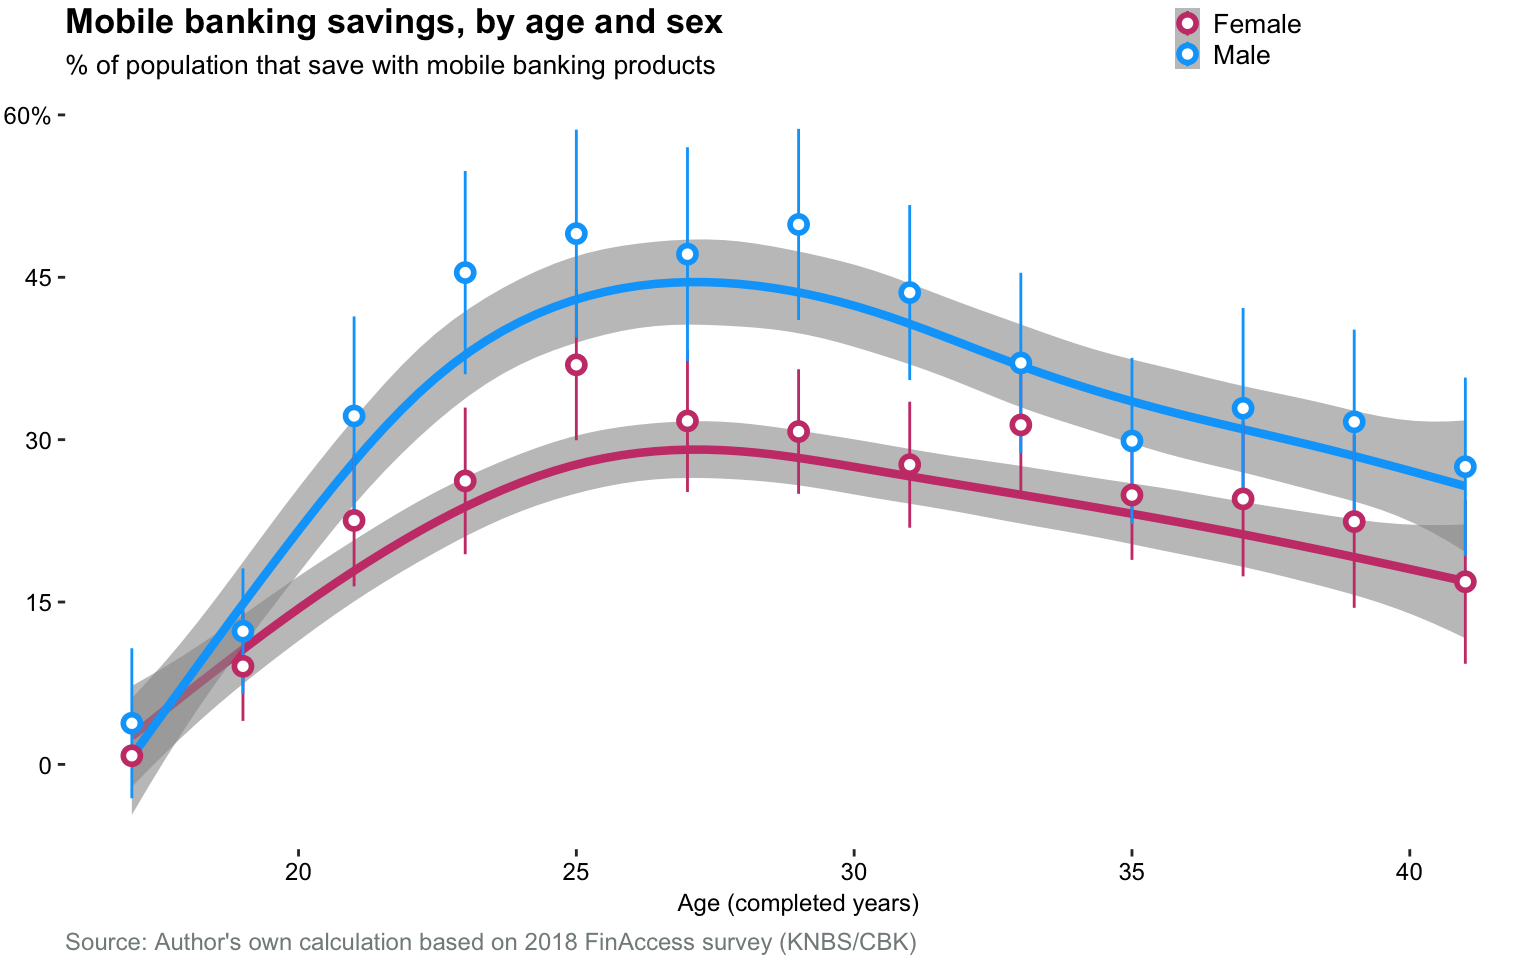 Mobile banking savings, by age and sex
% of population that save with mobile banking products
Female
Male
60%
45
30
15
0
20 25 30 35 40
Age (completed years)
Source: Author's own calculation based on 2018 FinAccess survey (KNBS/CBK)